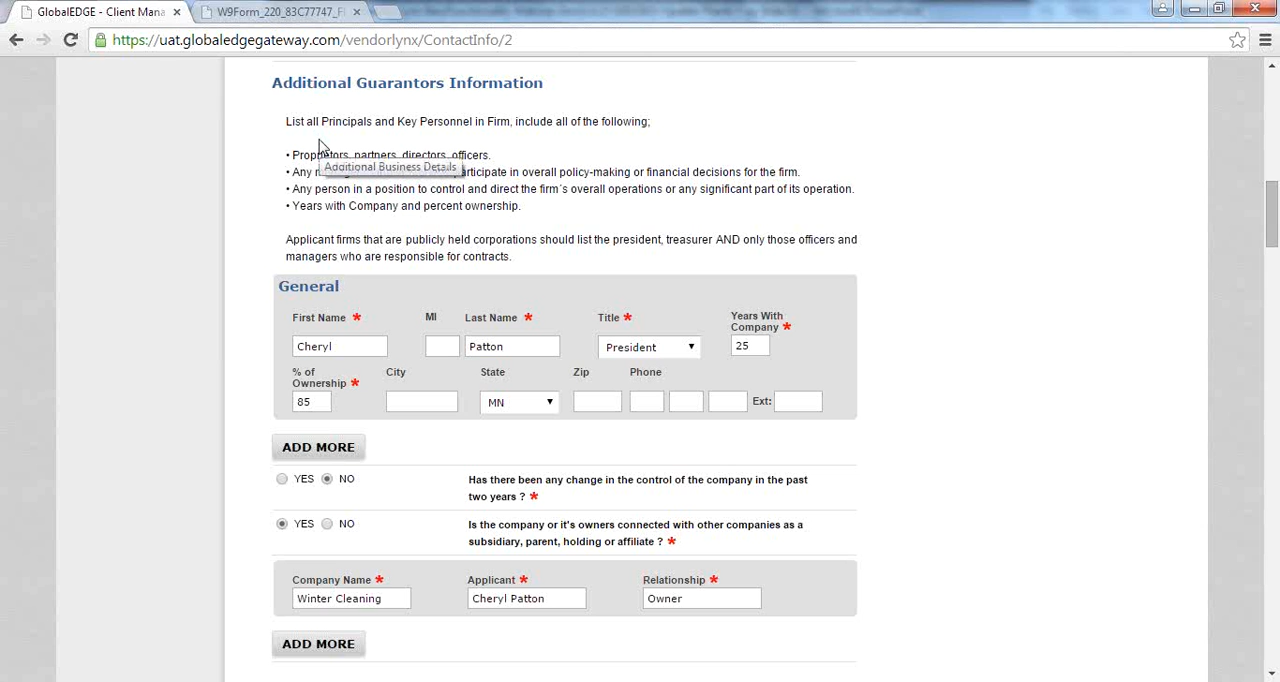 GlobalEDGE - Client Man
W9Form_220_83C77747_F
https://uat.globaledgegateway.com/vendorlynx/ContactInfo/2
Additional Guarantors Information
List all Principals and Key Personnel in Firm, include all of the following;
• Proprietors, partners, directors, officers.
Additional Business Details
• Any participate in overall policy-making or financial decisions for the firm.
• Any person in a position to control and direct the firm´s overall operations or any significant part of its operation.
• Years with Company and percent ownership.
Applicant firms that are publicly held corporations should list the president, treasurer AND only those officers and
managers who are responsible for contracts.
General
First Name * MI Last Name * Title * Years With
Company *
Cheryl Patton President 25
% of
Ownership * City State Zip Phone
85 MN Ext:
ADD MORE
YES NO Has there been any change in the control of the company in the past
two years ? *
YES NO Is the company or it's owners connected with other companies as a
subsidiary, parent, holding or affiliate ? *
Company Name * Applicant * Relationship *
Winter Cleaning Cheryl Patton Owner
ADD MORE